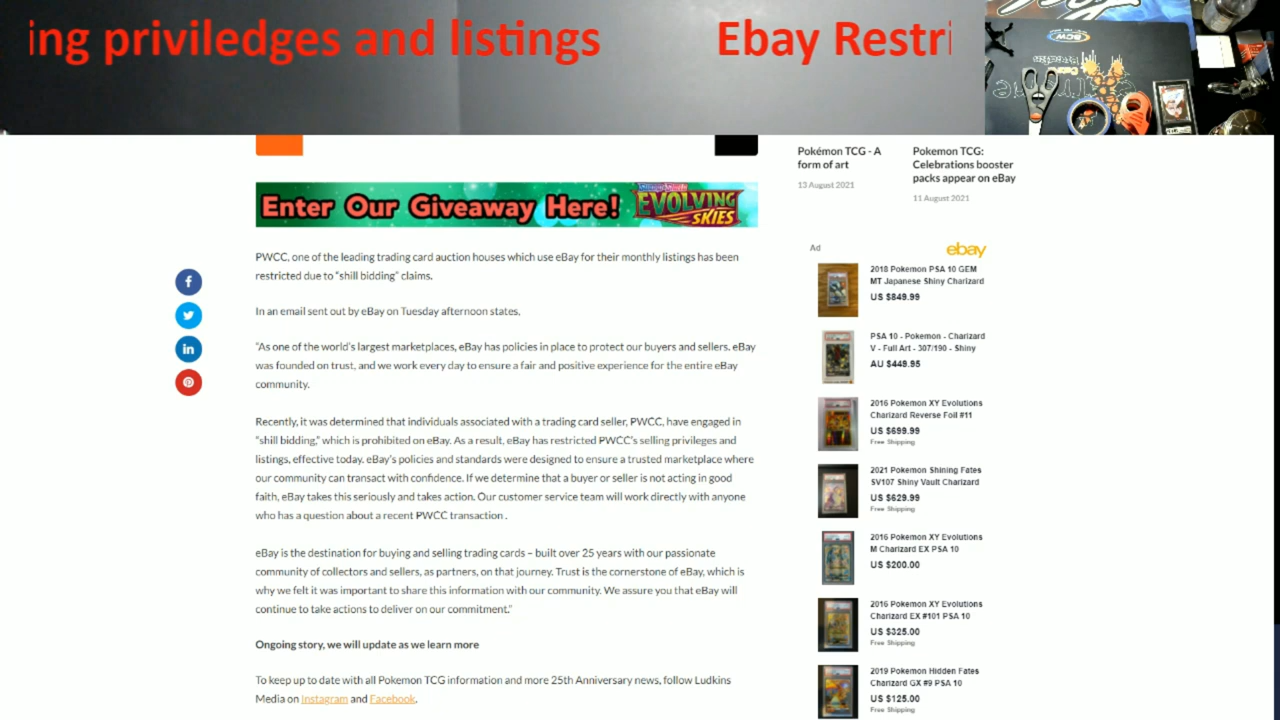 ing priviledges and listings Ebay Restri
BCW
Pokémon TCG - A
form of art
13 August 2021
Pokemon TCG:
Celebrations booster
packs appear on eBay
11 August 2021
Enter Our Giveaway Here! EVOLVING
SKIES
PWCC, one of the leading trading card auction houses which use eBay for their monthly listings has been
restricted due to “shill bidding” claims.
In an email sent out by eBay on Tuesday afternoon states.
“As one of the world’s largest marketplaces, eBay has policies in place to protect our buyers and sellers. eBay
was founded on trust, and we work every day to ensure a fair and positive experience for the entire eBay
community.
Recently, it was determined that individuals associated with a trading card seller, PWCC, have engaged in
“shill bidding,” which is prohibited on eBay. As a result, eBay has restricted PWCC’s selling privileges and
listings, effective today. eBay’s policies and standards were designed to ensure a trusted marketplace where
our community can transact with confidence. If we determine that a buyer or seller is not acting in good
faith, eBay takes this seriously and takes action. Our customer service team will work directly with anyone
who has a question about a recent PWCC transaction .
eBay is the destination for buying and selling trading cards – built over 25 years with our passionate
community of collectors and sellers, as partners, on that journey. Trust is the cornerstone of eBay, which is
why we felt it was important to share this information with our community. We assure you that eBay will
continue to take actions to deliver on our commitment.”
Ongoing story, we will update as we learn more
To keep up to date with all Pokemon TCG information and more 25th Anniversary news, follow Ludkins
Media on Instagram and Facebook.
Ad
ebay
2018 Pokemon PSA 10 GEM
MT Japanese Shiny Charizard
US $849.99
PSA 10 - Pokemon - Charizard
V - Full Art - 307/190 - Shiny
AU $449.95
2016 Pokemon XY Evolutions
Charizard Reverse Foil #11
US $699.99
Free Shipping
2021 Pokemon Shining Fates
SV107 Shiny Vault Charizard
US $629.99
Free Shipping
2016 Pokemon XY Evolutions
M Charizard EX PSA 10
US $200.00
2016 Pokemon XY Evolutions
Charizard EX #101 PSA 10
US $325.00
Free Shipping
2019 Pokemon Hidden Fates
Charizard GX #9 PSA 10
US $125.00
Free Shipping